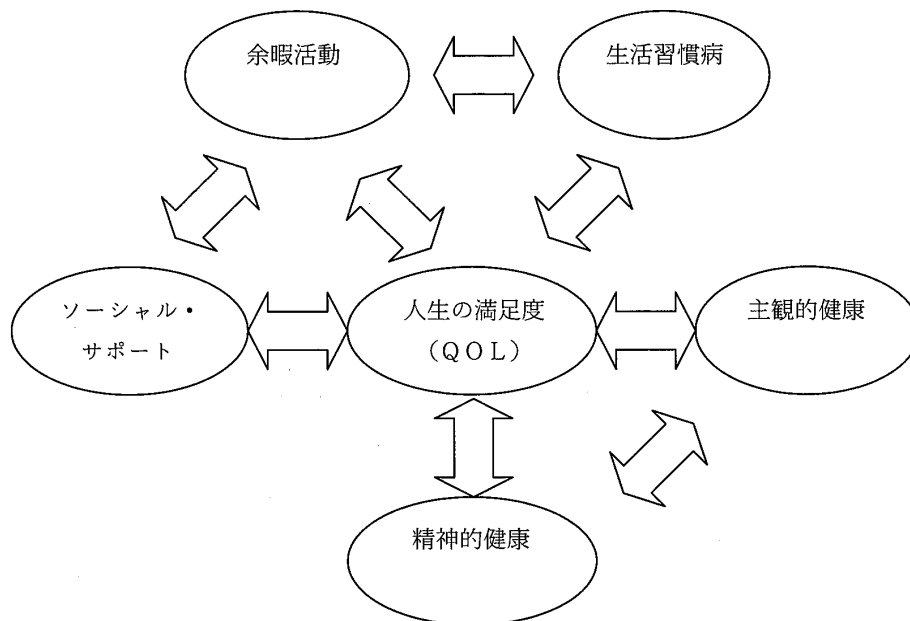 余暇活動
生活習慣病
ソーシャル・
サポート
人生の満足度
（ＱＯＬ）
主観的健康
精神的健康